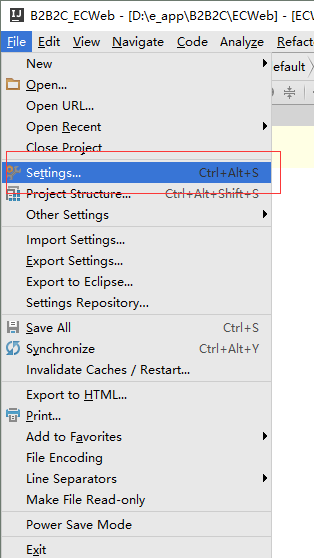 IJ B2B2C_ECWeb - [D:\e_app\B2B2C\ECWeb] - [EC
File Edit View Navigate Code Analyze Refacto
New
Open...
Open URL...
Open Recent
Close Project
Settings... Ctrl+Alt+S
Project Structure... Ctrl+Alt+Shift+S
Other Settings
Import Settings...
Export Settings...
Export to Eclipse...
Settings Repository...
Save All Ctrl+S
Synchronize Ctrl+Alt+Y
Invalidate Caches / Restart...
Export to HTML...
Print...
Add to Favorites
File Encoding
Line Separators
Make File Read-only
Power Save Mode
Exit
efault